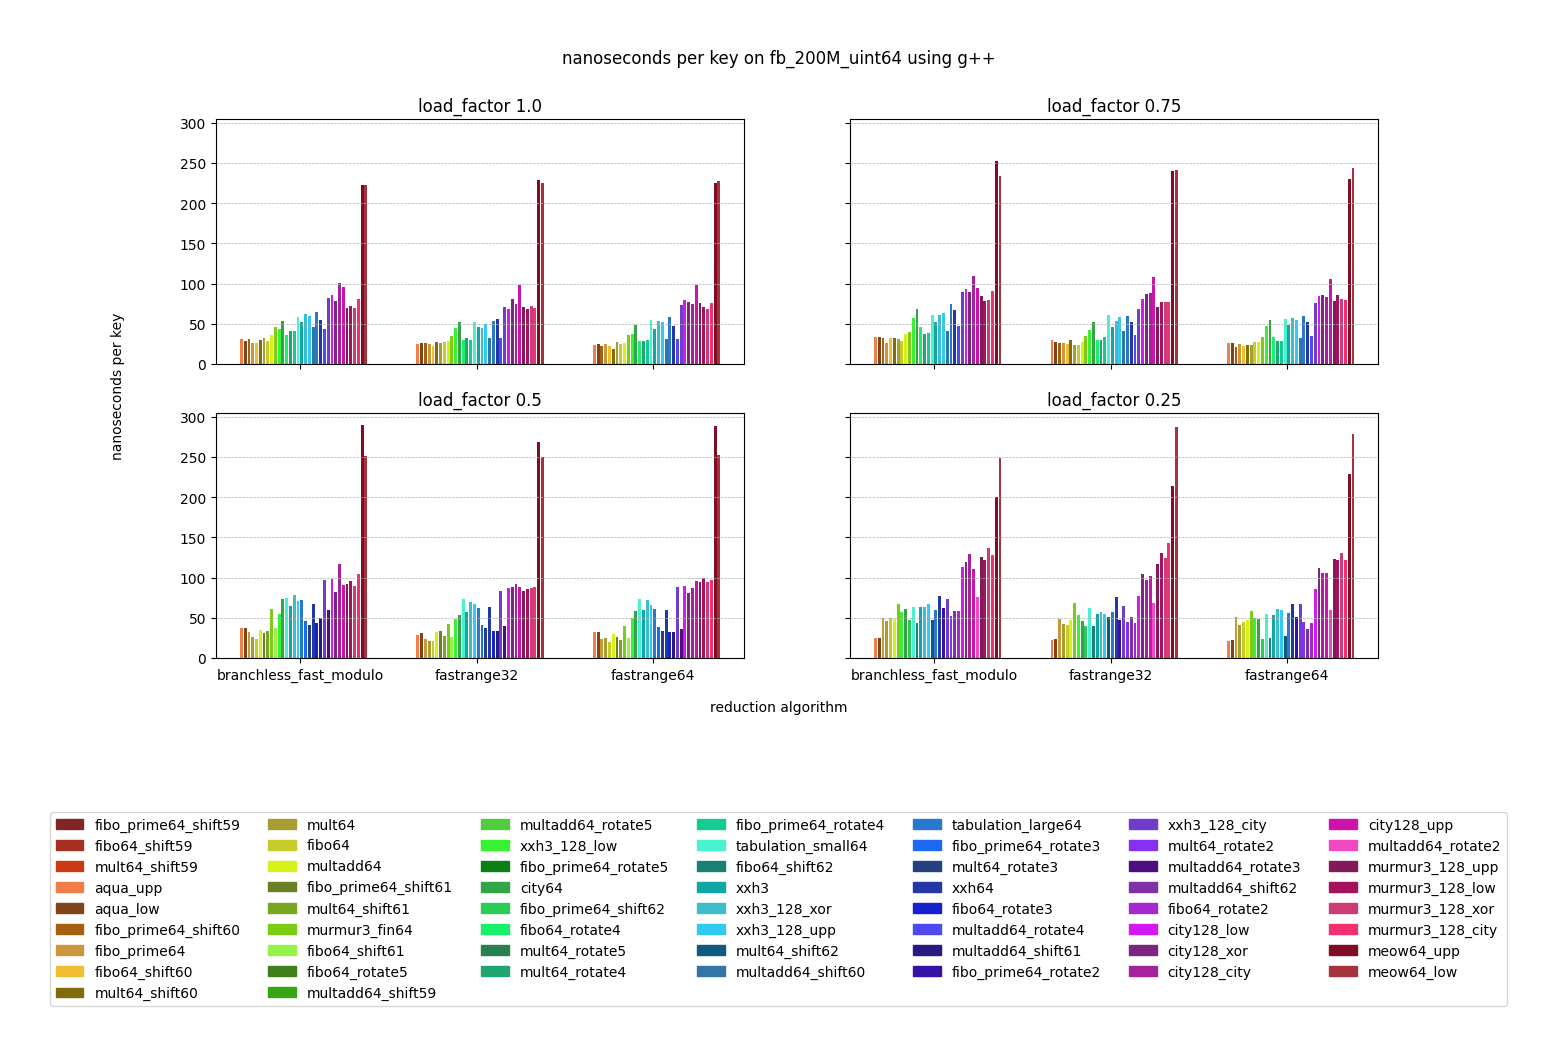 nanoseconds per key on fb_200M_uint64 using g++
load_factor 1.0
load_factor 0.75
300
250
200
150
100
50
0
nanoseconds per key
load_factor 0.5
load_factor 0.25
300
250
200
150
100
50
0
branchless_fast_modulo fastrange32 fastrange64
branchless_fast_modulo fastrange32 fastrange64
reduction algorithm
fibo_prime64_shift59
fibo64_shift59
mult64_shift59
aqua_upp
aqua_low
fibo_prime64_shift60
fibo_prime64
fibo64_shift60
mult64_shift60
mult64
fibo64
multadd64
fibo_prime64_shift61
mult64_shift61
murmur3_fin64
fibo64_shift61
fibo64_rotate5
multadd64_shift59
multadd64_rotate5
xxh3_128_low
fibo_prime64_rotate5
city64
fibo_prime64_shift62
fibo64_rotate4
mult64_rotate5
mult64_rotate4
fibo_prime64_rotate4
tabulation_small64
fibo64_shift62
xxh3
xxh3_128_xor
xxh3_128_upp
mult64_shift62
multadd64_shift60
tabulation_large64
fibo_prime64_rotate3
mult64_rotate3
xxh64
fibo64_rotate3
multadd64_rotate4
multadd64_shift61
fibo_prime64_rotate2
xxh3_128_city
mult64_rotate2
multadd64_rotate3
multadd64_shift62
fibo64_rotate2
city128_low
city128_xor
city128_city
city128_upp
multadd64_rotate2
murmur3_128_upp
murmur3_128_low
murmur3_128_xor
murmur3_128_city
meow64_upp
meow64_low